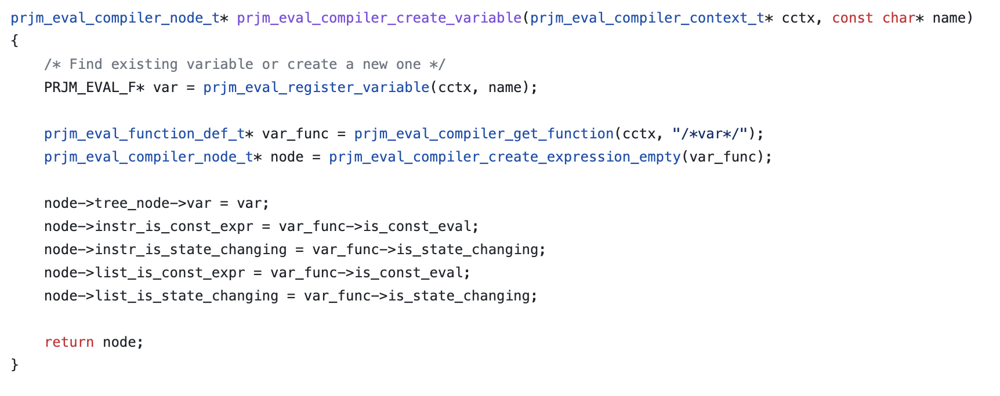 prjm_eval_compiler_node_t* prjm_eval_compiler_create_variable(prjm_eval_compiler_context_t* cctx, const char* name)
{
    /* Find existing variable or create a new one */
    PRJM_EVAL_F* var = prjm_eval_register_variable(cctx, name);

    prjm_eval_function_def_t* var_func = prjm_eval_compiler_get_function(cctx, "/*var*/");
    prjm_eval_compiler_node_t* node = prjm_eval_compiler_create_expression_empty(var_func);

    node->tree_node->var = var;
    node->instr_is_const_expr = var_func->is_const_eval;
    node->instr_is_state_changing = var_func->is_state_changing;
    node->list_is_const_expr = var_func->is_const_eval;
    node->list_is_state_changing = var_func->is_state_changing;

    return node;
}